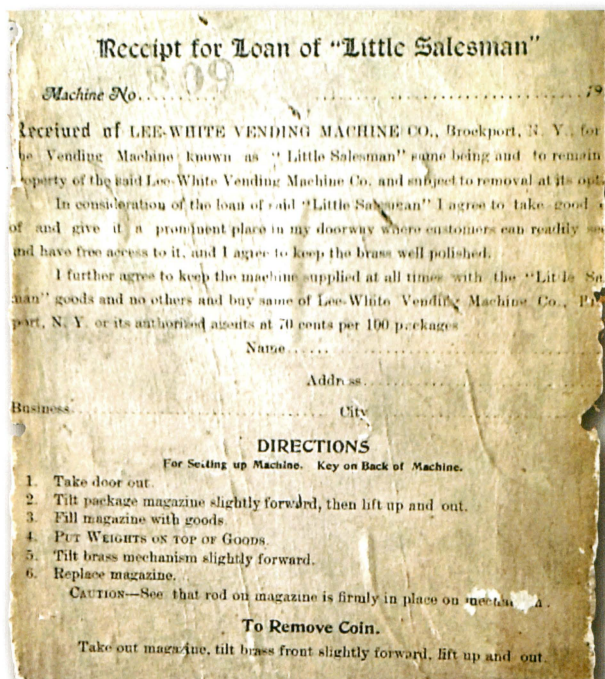 Receipt for Loan of "Little Salesman"
809
Machine No. 19
Received of LEE-WHITE VENDING MACHINE CO., Brockport, N. Y., for
Vending Machine known as "Little Salesman" same being and to remain
property of the said Lee-White Vending Machine Co. and subject to removal at its
In consideration of the loan of said "Little Salesman" I agree to take good
of and give it a prominent place in my doorway where customers can readily
and have free access to it, and I agree to keep the brass well polished.
I further agree to keep the machine supplied at all times with the "Little
man" goods and no others and buy same of Lee-White Vending Machine Co.,
port, N. Y. or its authorized agents at 70 cents per 100 packages
Name
Address
Business City
DIRECTIONS
For Setting up Machine. Key on Back of Machine.
1. Take door out.
2. Tilt package magazine slightly forward, then lift up and out.
3. Fill magazine with goods.
4. PUT WEIGHTS ON TOP OF GOODS.
5. Tilt brass mechanism slightly forward.
6. Replace magazine.
CAUTION—See that rod on magazine is firmly in place on
To Remove Coin.
Take out magazine, tilt brass front slightly forward, lift up and out.